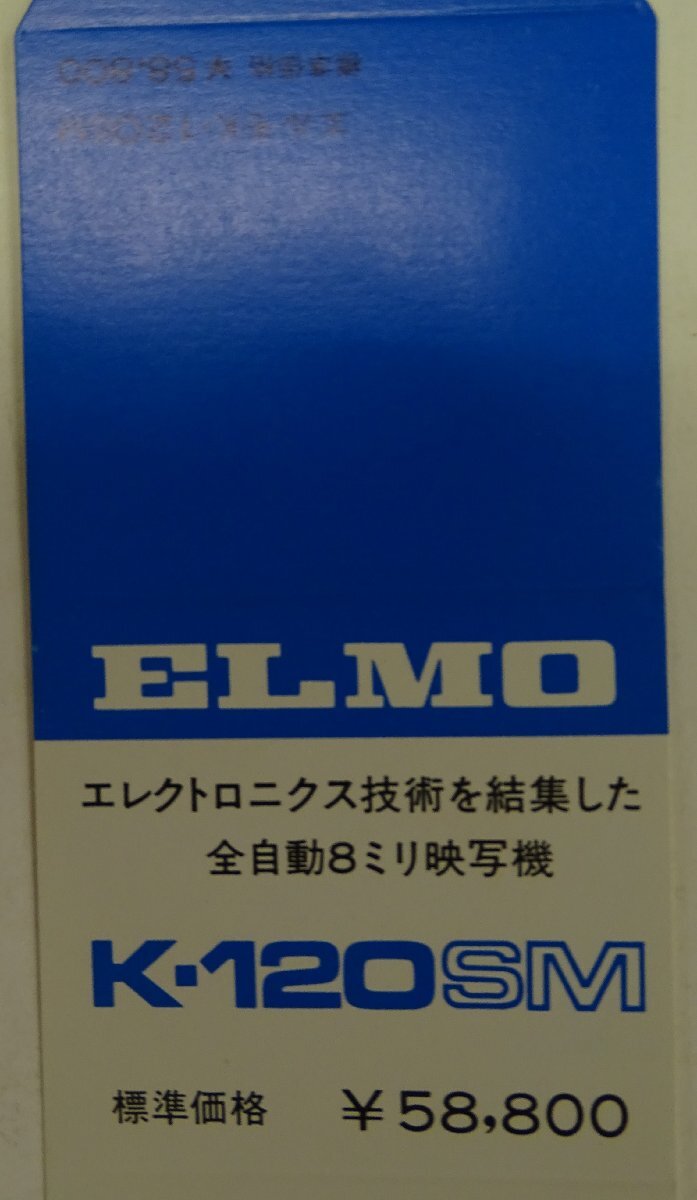 ELMO
エレクトロニクス技術を結集した
全自動8ミリ映写機
K・120SM
標準価格 ¥58,800